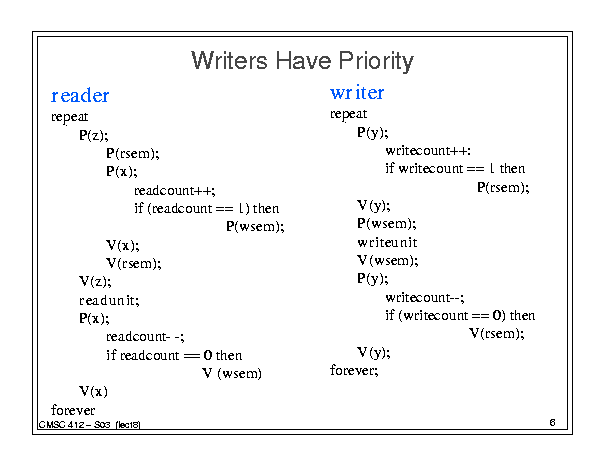 Writers Have Priority
reader
repeat
P(z);
P(rsem);
P(x);
readcount++;
if (readcount == 1) then
P(wsem);
V(x);
V(rsem);
V(z);
readunit;
P(x);
readcount- -;
if readcount == 0 then
V (wsem)
V(x)
forever
writer
repeat
P(y);
writecount++:
if writecount == 1 then
P(rsem);
V(y);
P(wsem);
writeunit
V(wsem);
P(y);
writecount--;
if (writecount == 0) then
V(rsem);
V(y);
forever;
CMSC 412 – S03 (lect8)
6